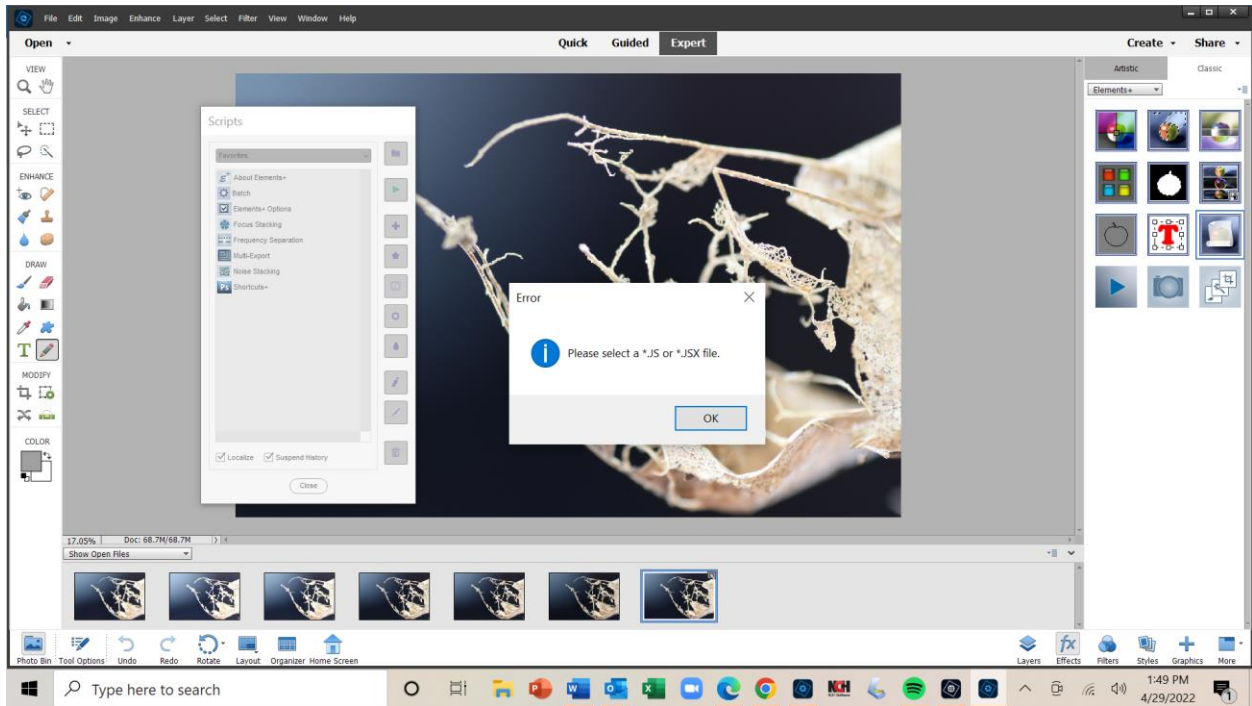 File Edit Image Enhance Layer Select Filter View Window Help
Open Quick Guided Expert Create Share
VIEW
SELECT
ENHANCE
DRAW
MODIFY
COLOR
Scripts
Favorites
About Elements+
Batch
Elements+ Options
Focus Stacking
Frequency Separation
Multi-Export
Noise Stacking
Ps Shortcuts+
Localize Suspend History
Close
Error
Please select a *.JS or *.JSX file.
OK
Artistic Classic
Elements+
T
T
17.05% Doc: 68.7M/68.7M
Show Open Files
Photo Bin Tool Options Undo Redo Rotate Layout Organizer Home Screen
fx
Layers Effects Filters Styles Graphics More
Type here to search
NCH
1:49 PM
4/29/2022
1